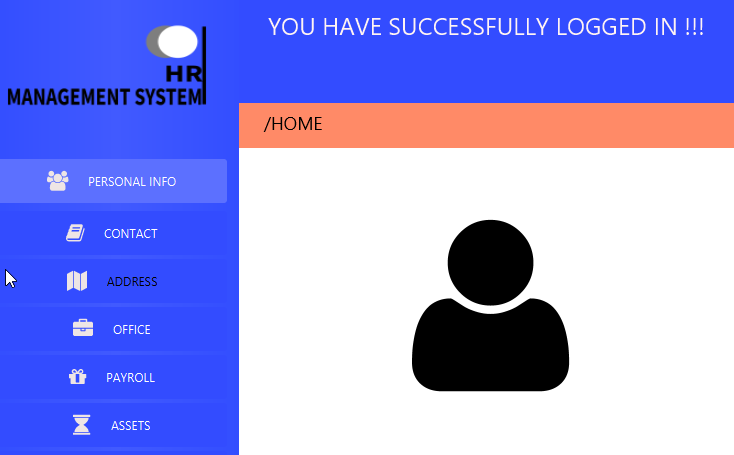 HR
MANAGEMENT SYSTEM
YOU HAVE SUCCESSFULLY LOGGED IN !!!
/HOME
PERSONAL INFO
CONTACT
ADDRESS
OFFICE
PAYROLL
ASSETS